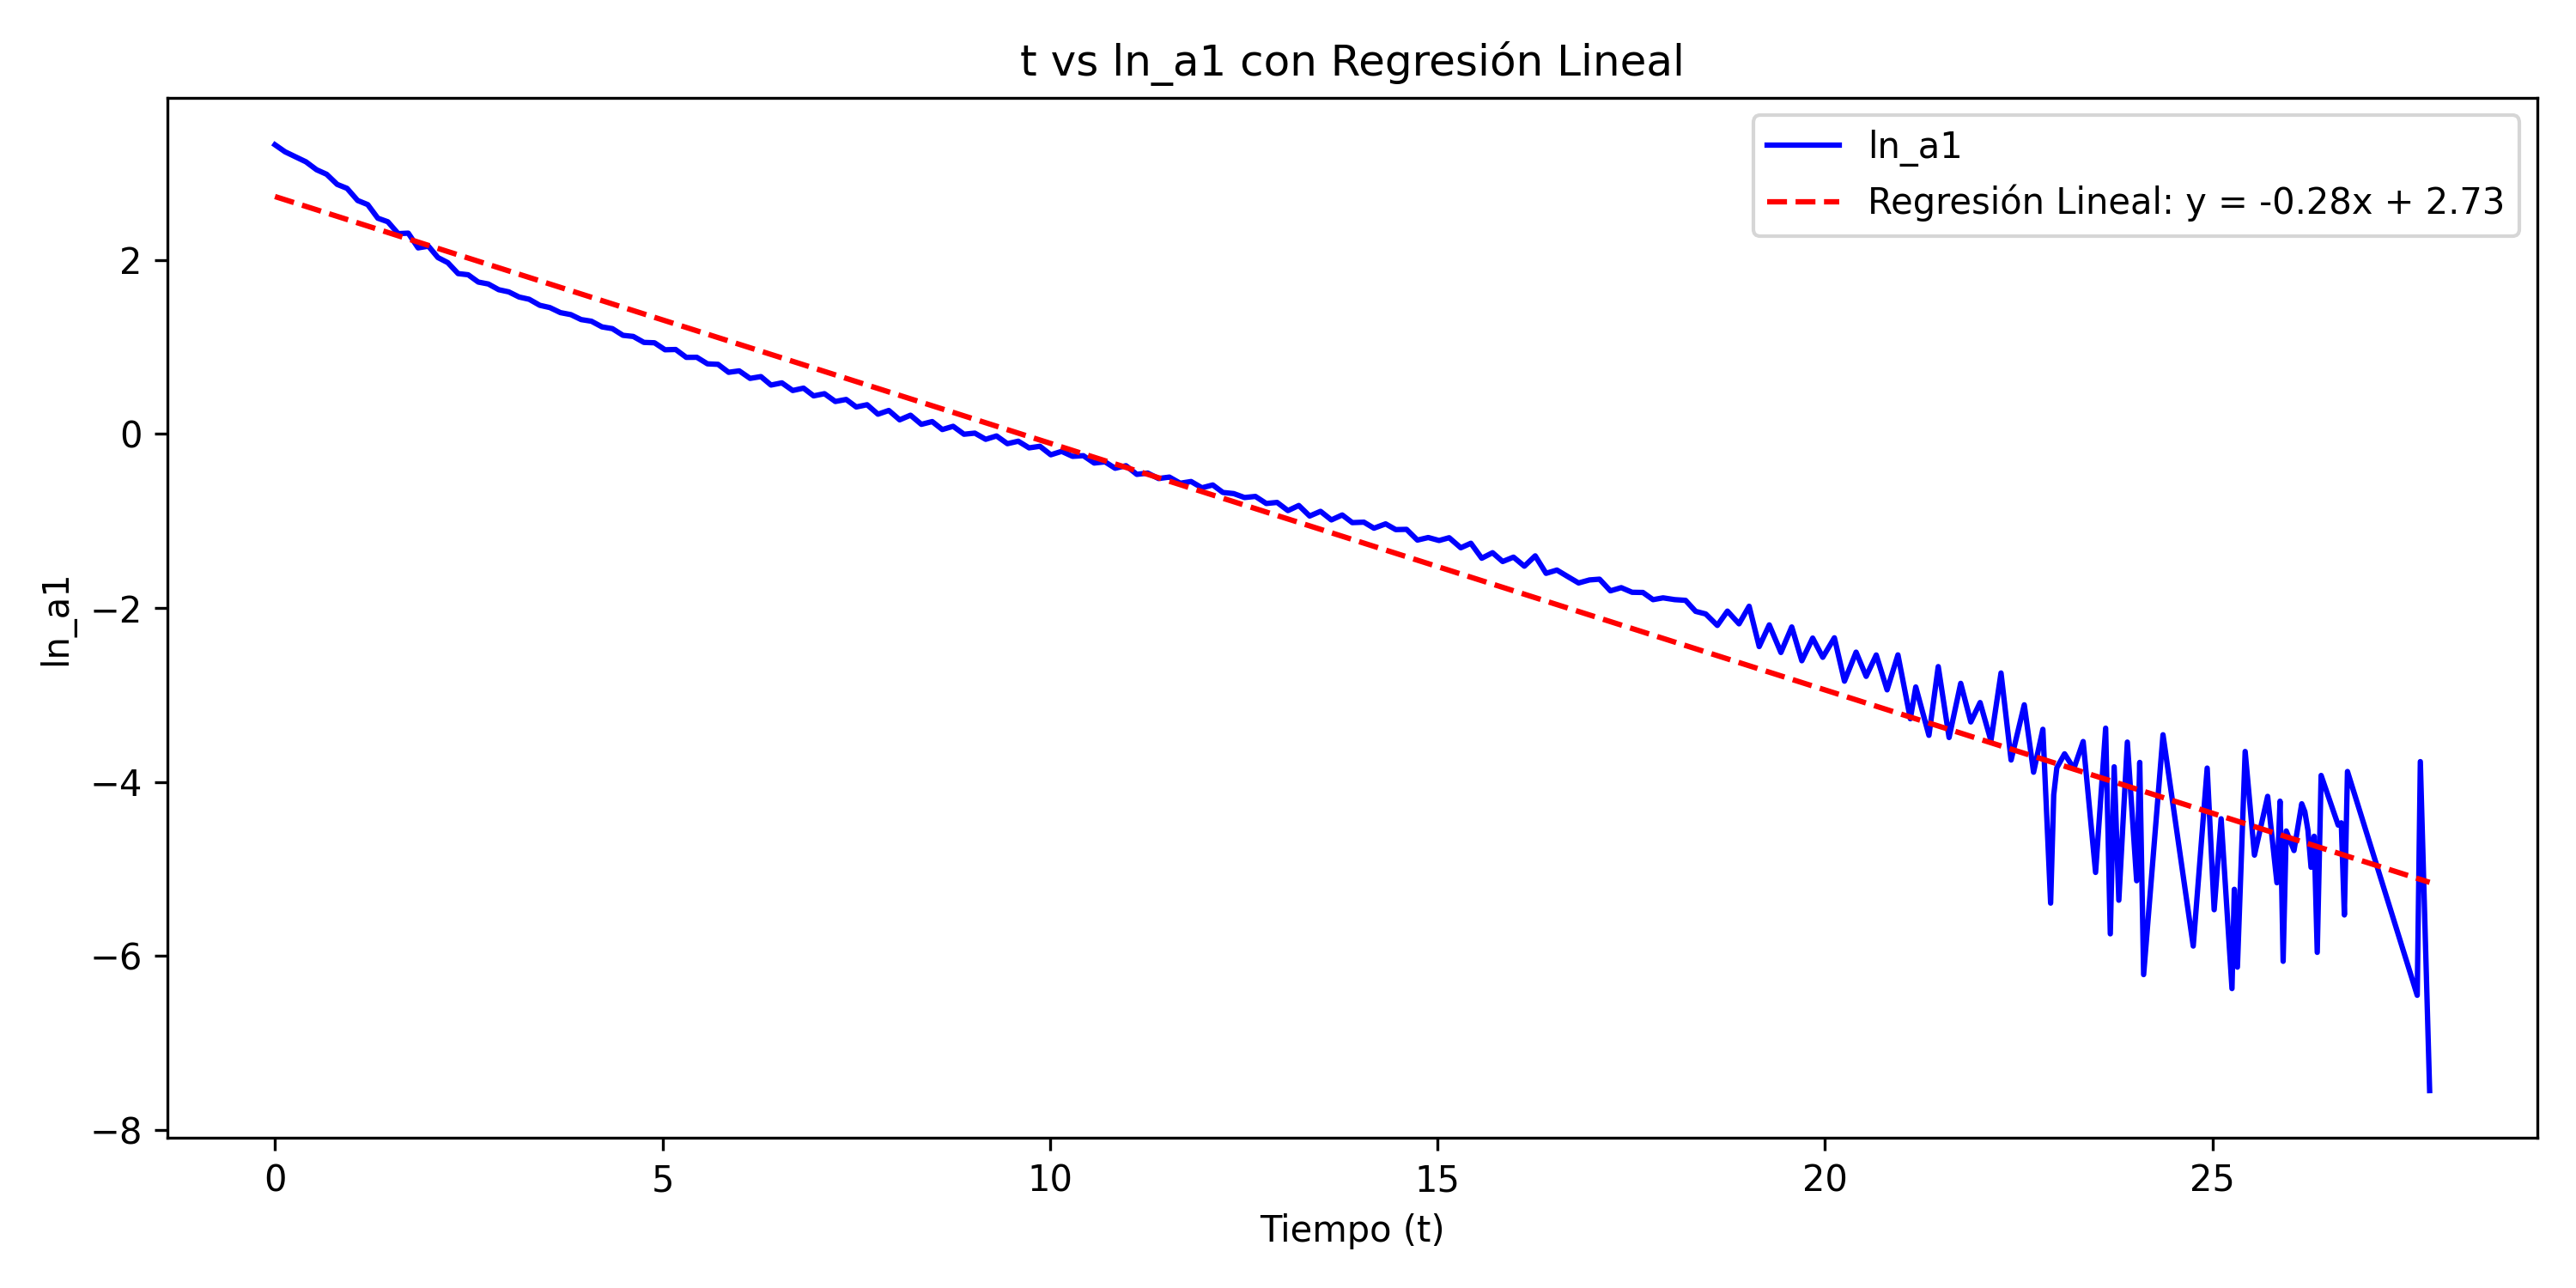 t vs ln_a1 con Regresión Lineal
ln_a1
Regresión Lineal: y = -0.28x + 2.73
ln_a1
2
0
−2
−4
−6
−8
0 5 10 15 20 25
Tiempo (t)